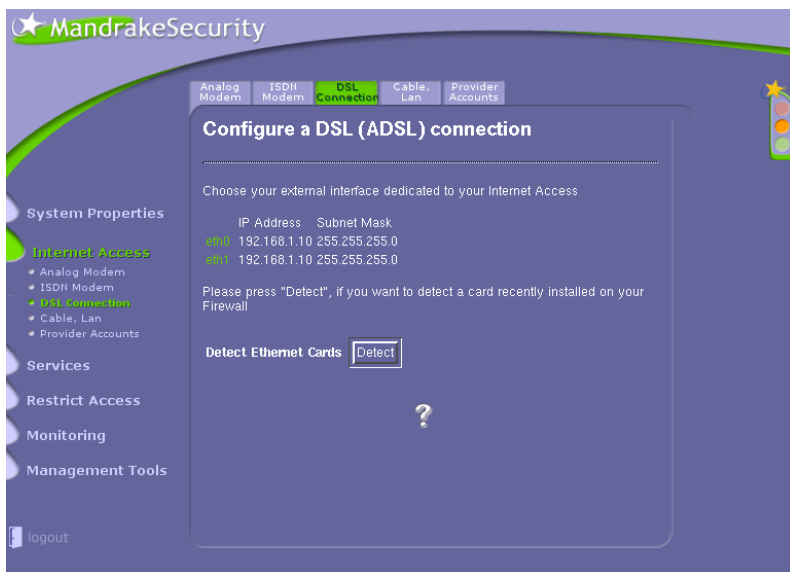 MandrakeSecurity
Analog Modem
ISDN Modem
DSL Connection
Cable, Lan
Provider Accounts
Configure a DSL (ADSL) connection
Choose your external interface dedicated to your Internet Access
IP Address Subnet Mask
eth0 192.168.1.10 255.255.255.0
eth1 192.168.1.10 255.255.255.0
Please press "Detect", if you want to detect a card recently installed on your
Firewall
Detect Ethernet Cards Detect
?
System Properties
Internet Access
Analog Modem
ISDN Modem
DSL Connection
Cable, Lan
Provider Accounts
Services
Restrict Access
Monitoring
Management Tools
logout